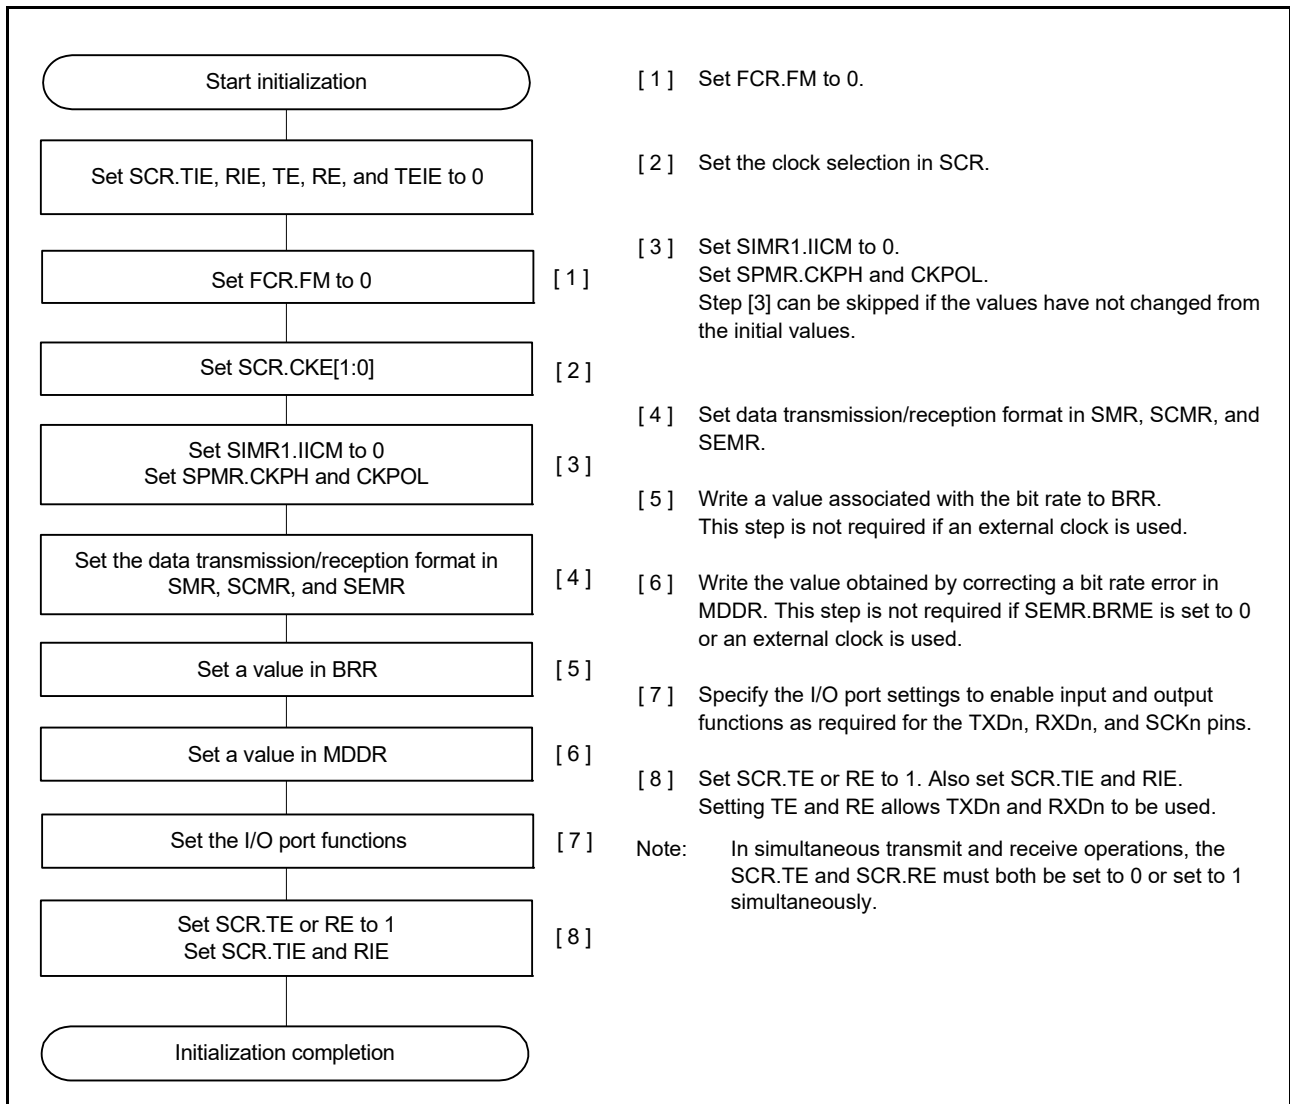 Start initialization
Set SCR.TIE, RIE, TE, RE, and TEIE to 0
Set FCR.FM to 0
[ 1 ]
Set SCR.CKE[1:0]
[ 2 ]
Set SIMR1.IICM to 0
Set SPMR.CKPH and CKPOL
[ 3 ]
Set the data transmission/reception format in
SMR, SCMR, and SEMR
[ 4 ]
Set a value in BRR
[ 5 ]
Set a value in MDDR
[ 6 ]
Set the I/O port functions
[ 7 ]
Set SCR.TE or RE to 1
Set SCR.TIE and RIE
[ 8 ]
Initialization completion
[ 1 ] Set FCR.FM to 0.
[ 2 ] Set the clock selection in SCR.
[ 3 ] Set SIMR1.IICM to 0.
Set SPMR.CKPH and CKPOL.
Step [3] can be skipped if the values have not changed from
the initial values.
[ 4 ] Set data transmission/reception format in SMR, SCMR, and
SEMR.
[ 5 ] Write a value associated with the bit rate to BRR.
This step is not required if an external clock is used.
[ 6 ] Write the value obtained by correcting a bit rate error in
MDDR. This step is not required if SEMR.BRME is set to 0
or an external clock is used.
[ 7 ] Specify the I/O port settings to enable input and output
functions as required for the TXDn, RXDn, and SCKn pins.
[ 8 ] Set SCR.TE or RE to 1. Also set SCR.TIE and RIE.
Setting TE and RE allows TXDn and RXDn to be used.
Note: In simultaneous transmit and receive operations, the
SCR.TE and SCR.RE must both be set to 0 or set to 1
simultaneously.